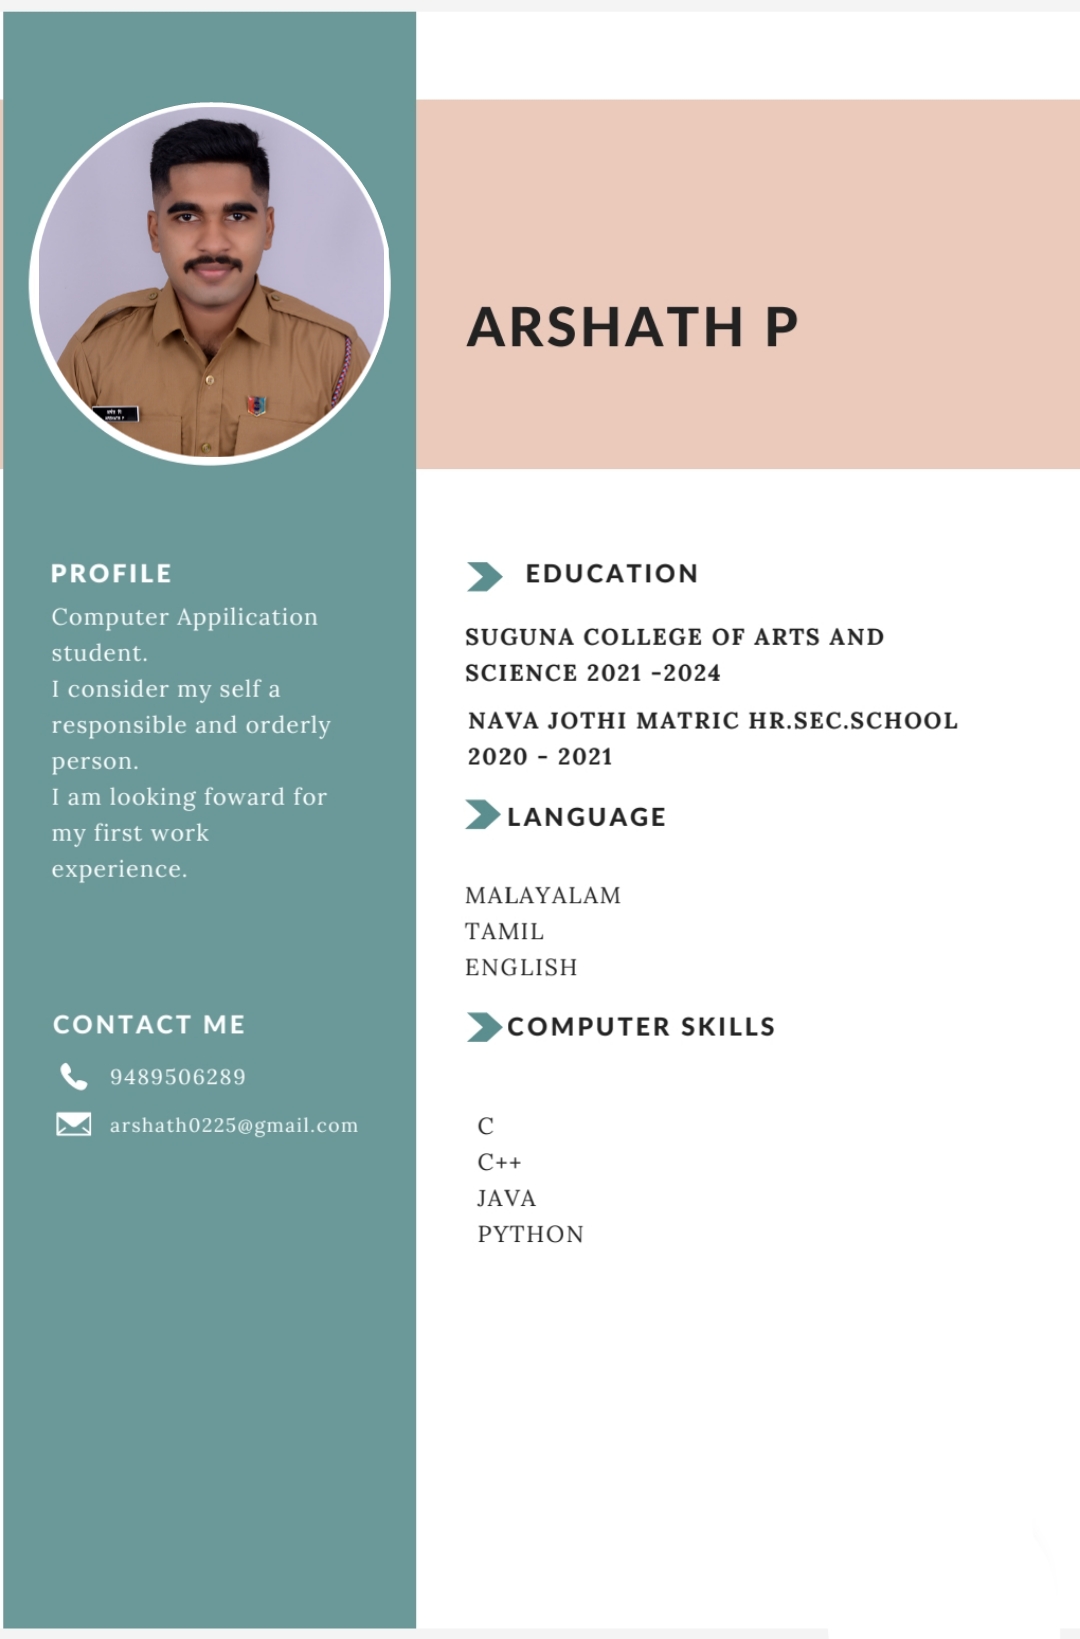 ARSHATH P
PROFILE
Computer Appilication
student.
I consider my self a
responsible and orderly
person.
I am looking foward for
my first work
experience.
CONTACT ME
9489506289
arshath0225@gmail.com
EDUCATION
SUGUNA COLLEGE OF ARTS AND
SCIENCE 2021 -2024
NAVA JOTHI MATRIC HR.SEC.SCHOOL
2020 - 2021
LANGUAGE
MALAYALAM
TAMIL
ENGLISH
COMPUTER SKILLS
C
C++
JAVA
PYTHON